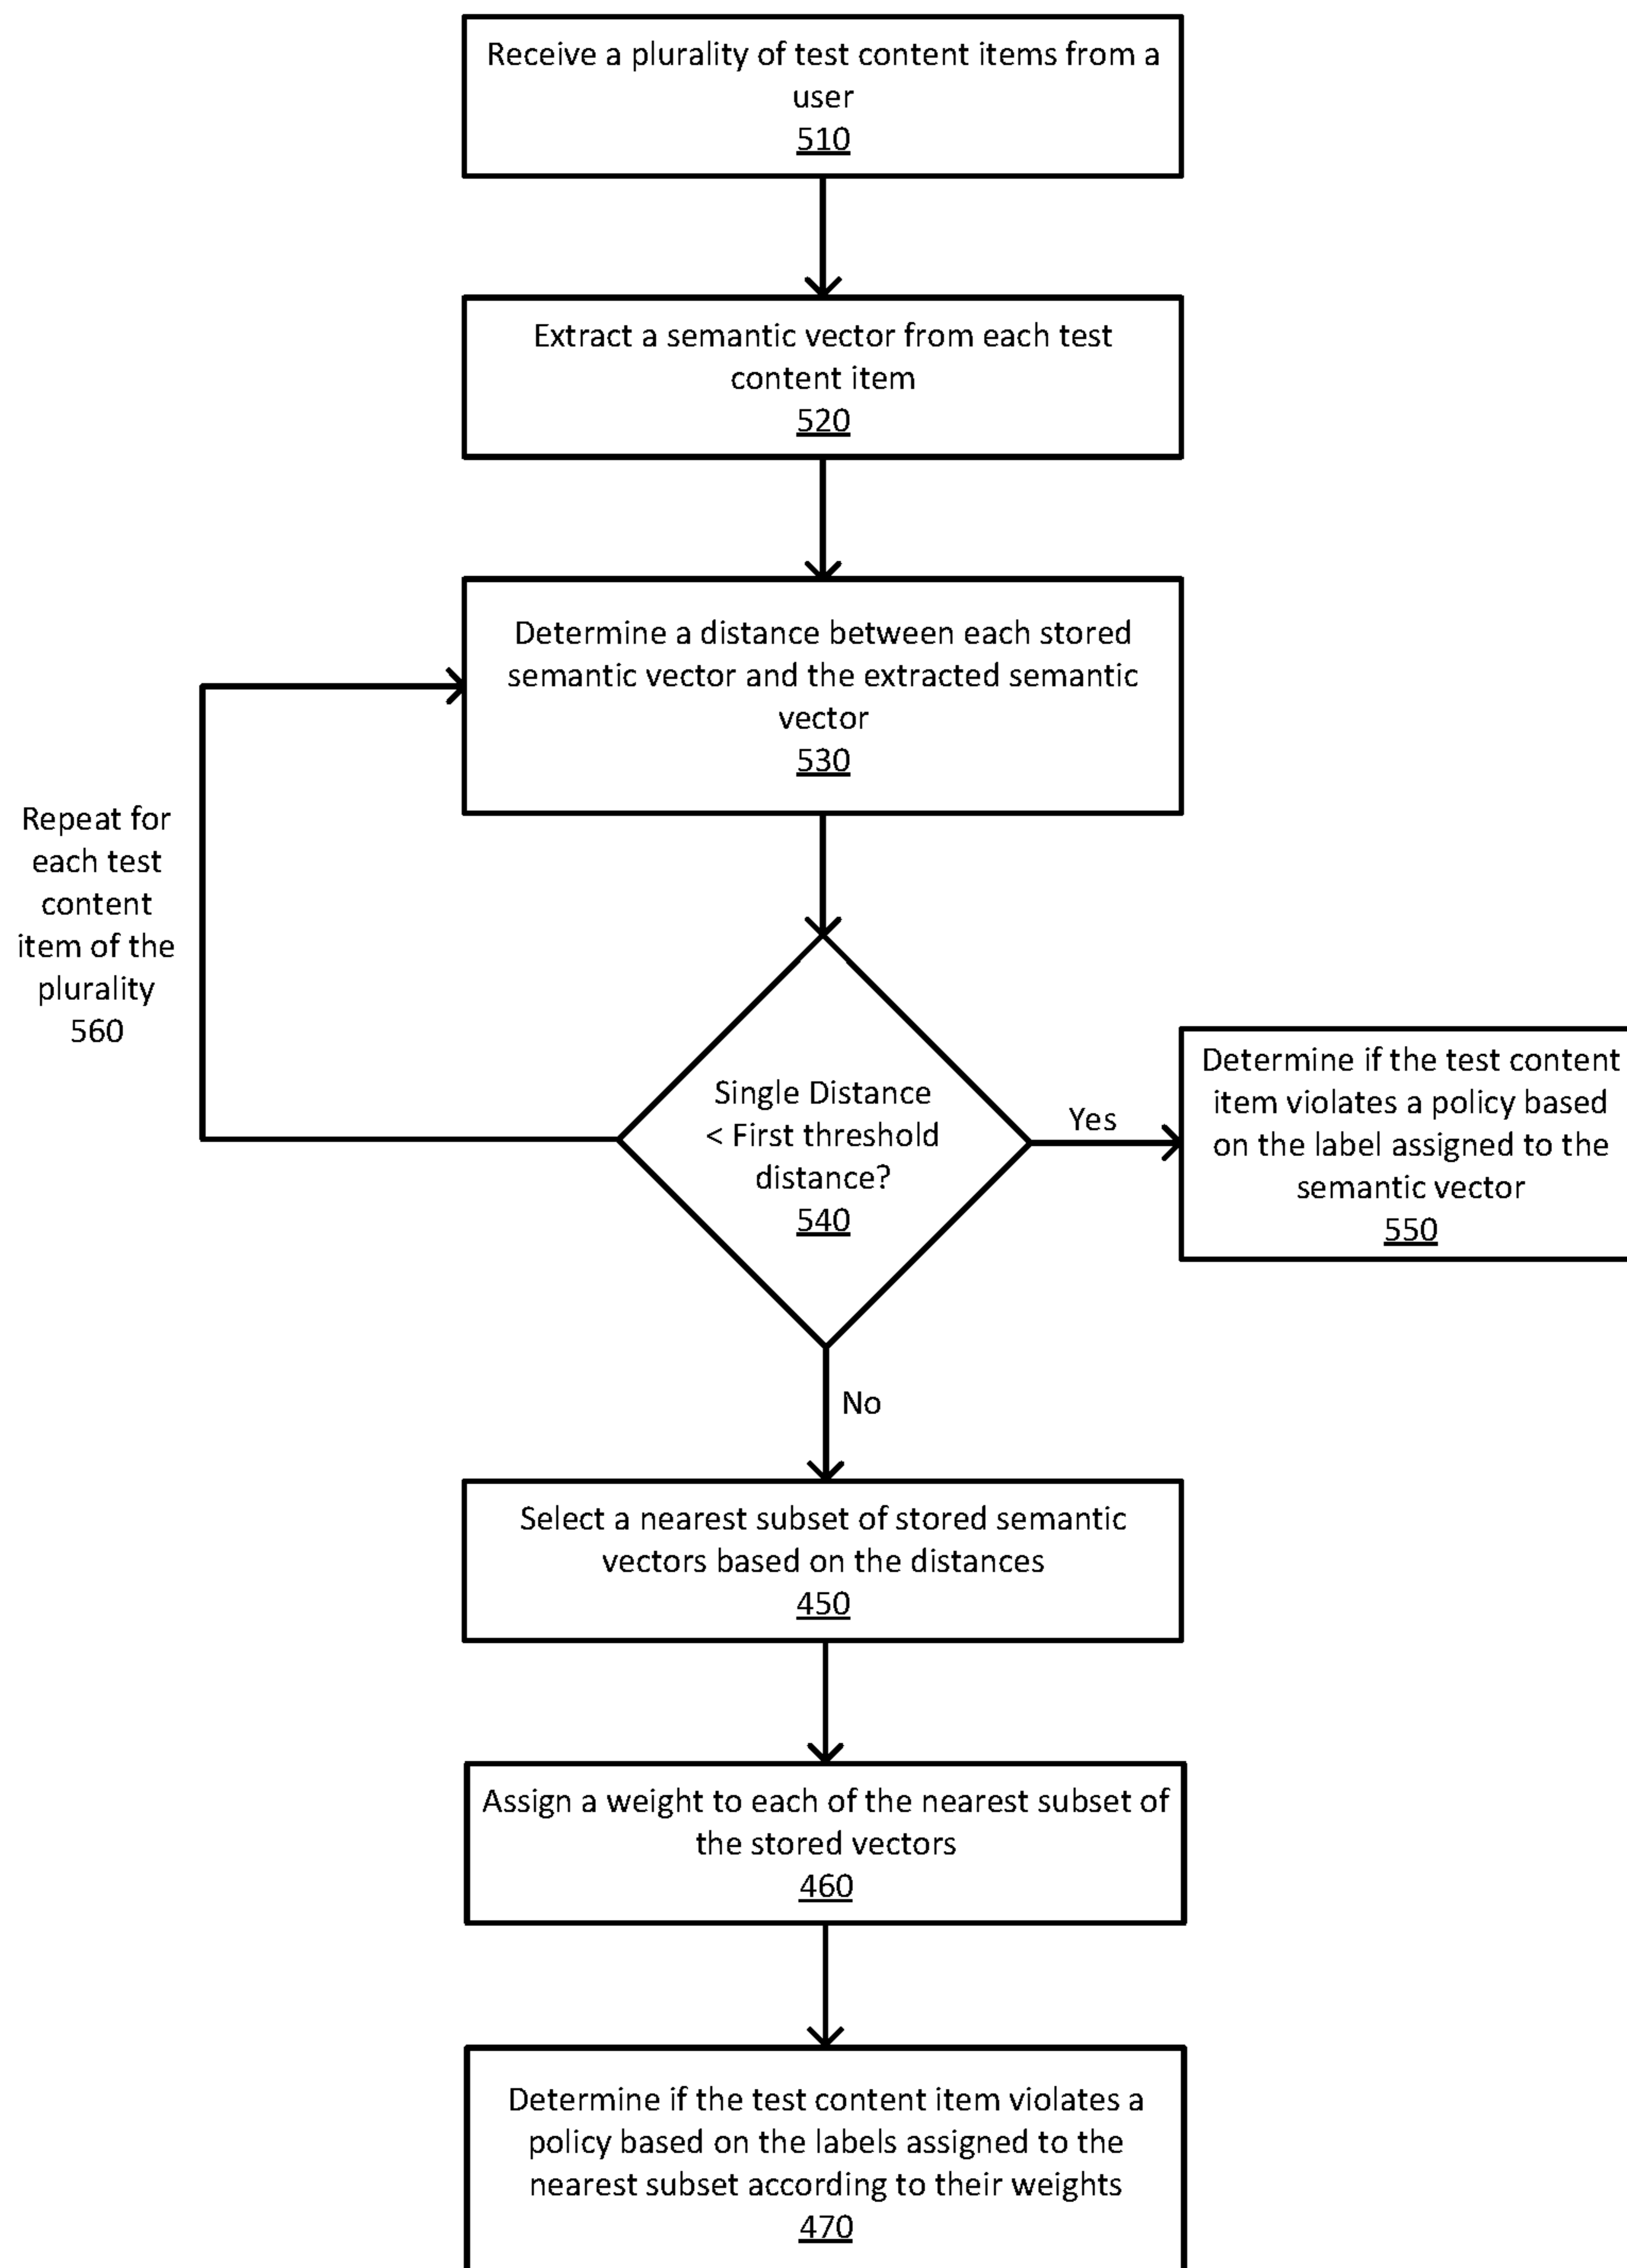 Receive a plurality of test content items from a
user
510
Extract a semantic vector from each test
content item
520
Determine a distance between each stored
semantic vector and the extracted semantic
vector
530
Repeat for
each test
content
item of the
plurality
560
Single Distance
< First threshold
distance?
540
Yes
Determine if the test content
item violates a policy based
on the label assigned to the
semantic vector
550
No
Select a nearest subset of stored semantic
vectors based on the distances
450
Assign a weight to each of the nearest subset of
the stored vectors
460
Determine if the test content item violates a
policy based on the labels assigned to the
nearest subset according to their weights
470